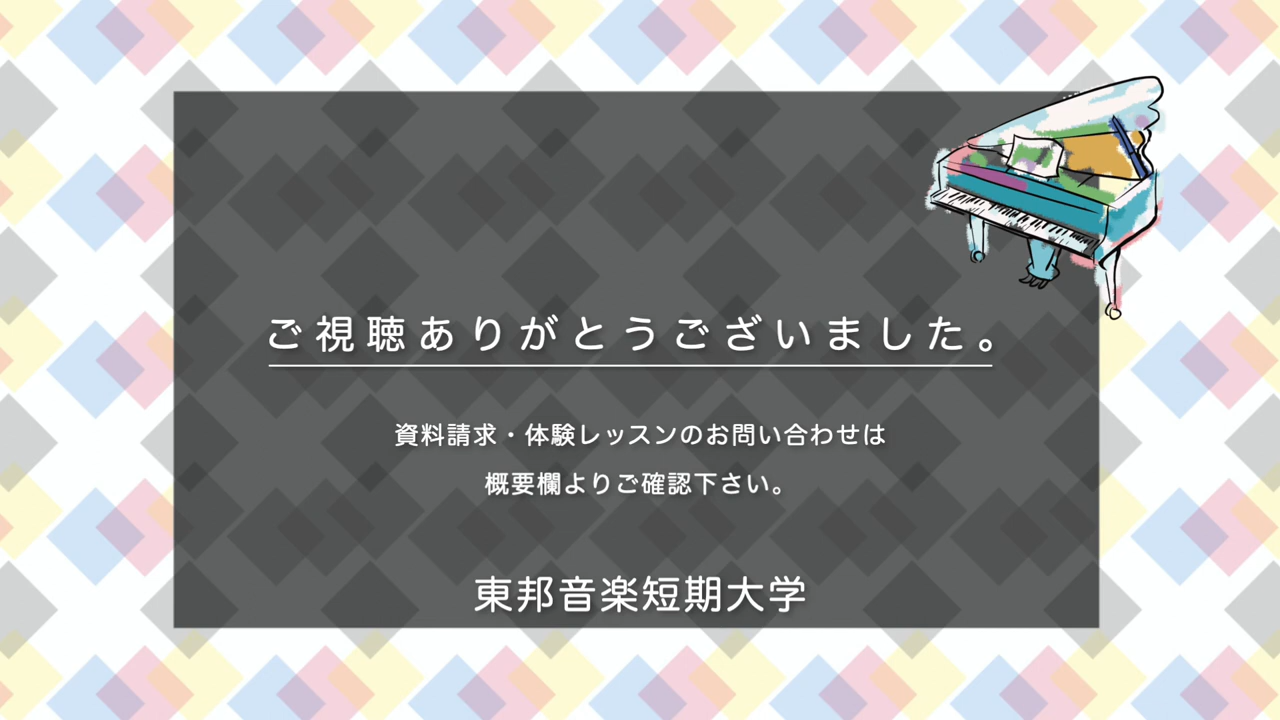 ご視聴ありがとうございました。
資料請求・体験レッスンのお問い合わせは
概要欄よりご確認下さい。
東邦音楽短期大学